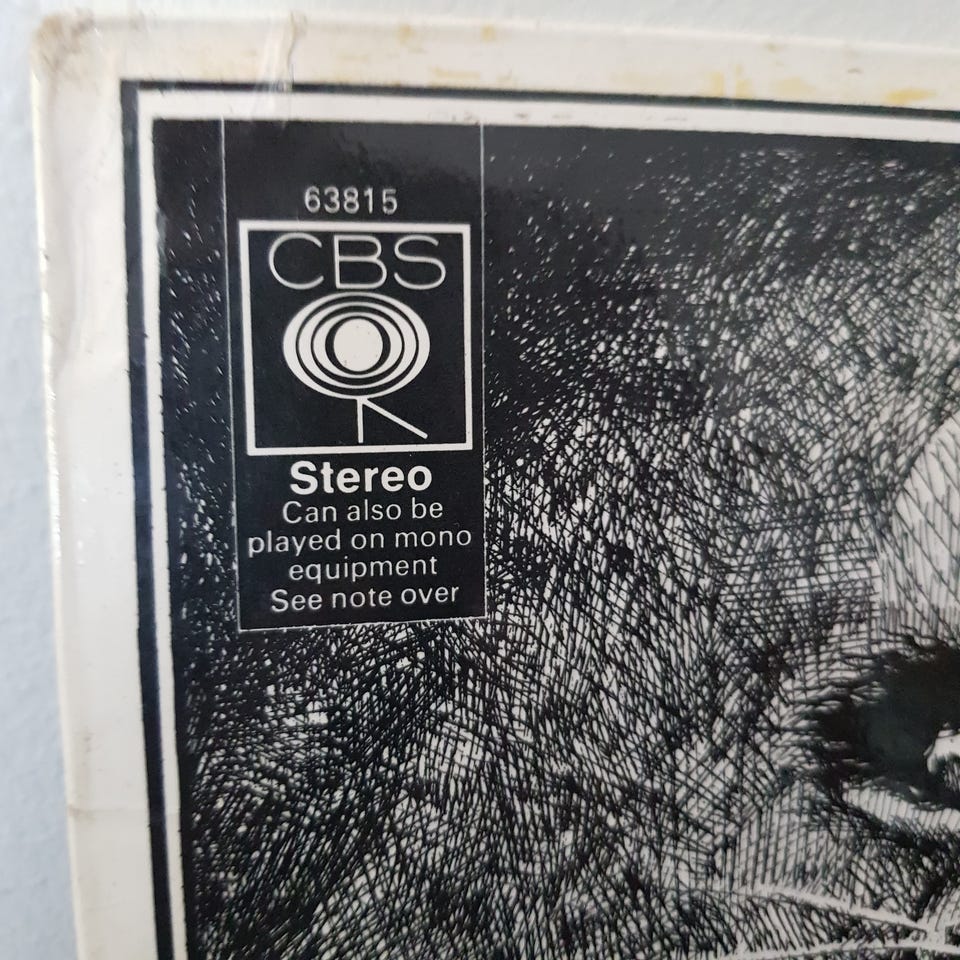 63815
CBS
Stereo
Can also be
played on mono
equipment
See note over